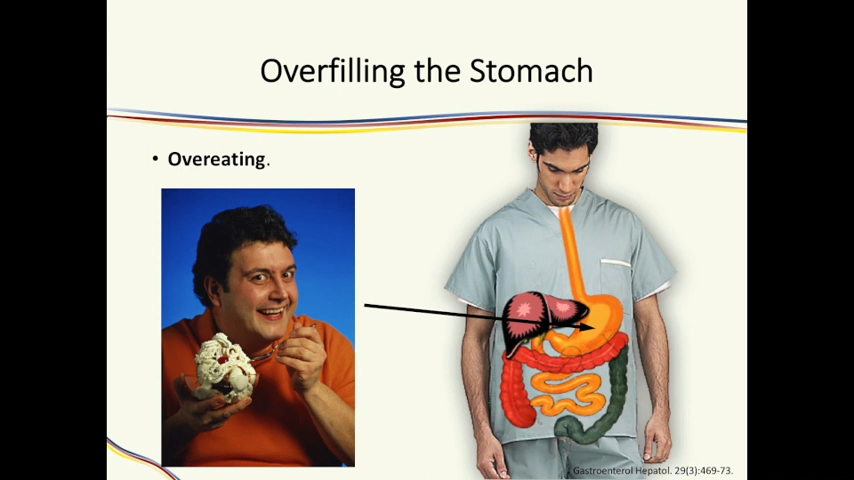 Overfilling the Stomach
• Overeating.
Gastroenterol Hepatol. 29(3):469-73.